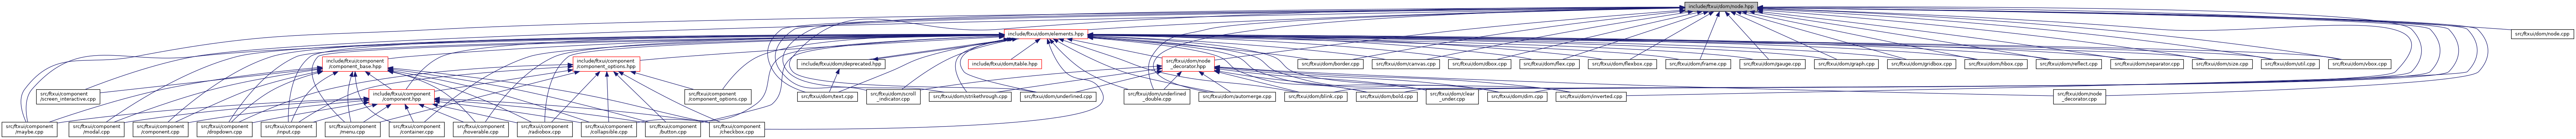 include/ftxui/dom/node.hpp
include/ftxui/dom/elements.hpp
src/ftxui/dom/node.cpp
include/ftxui/component
/component_base.hpp
include/ftxui/component
/component_options.hpp
include/ftxui/dom/deprecated.hpp
include/ftxui/dom/table.hpp
include/ftxui/dom/node
_decorator.hpp
src/ftxui/dom/border.cpp
src/ftxui/dom/canvas.cpp
src/ftxui/dom/dbox.cpp
src/ftxui/dom/flex.cpp
src/ftxui/dom/flexbox.cpp
src/ftxui/dom/frame.cpp
src/ftxui/dom/gauge.cpp
src/ftxui/dom/graph.cpp
src/ftxui/dom/gridbox.cpp
src/ftxui/dom/hbox.cpp
src/ftxui/dom/reflect.cpp
src/ftxui/dom/separator.cpp
src/ftxui/dom/size.cpp
src/ftxui/dom/util.cpp
src/ftxui/dom/vbox.cpp
src/ftxui/component
/screen_interactive.cpp
include/ftxui/component
/component.hpp
src/ftxui/component
/component_options.cpp
src/ftxui/dom/text.cpp
src/ftxui/dom/scroll
_indicator.cpp
src/ftxui/dom/strikethrough.cpp
src/ftxui/dom/underlined.cpp
src/ftxui/dom/underlined
_double.cpp
src/ftxui/dom/automerge.cpp
src/ftxui/dom/blink.cpp
src/ftxui/dom/bold.cpp
src/ftxui/dom/clear
_under.cpp
src/ftxui/dom/dim.cpp
src/ftxui/dom/inverted.cpp
src/ftxui/dom/node
_decorator.cpp
src/ftxui/component
/maybe.cpp
src/ftxui/component
/modal.cpp
src/ftxui/component
/component.cpp
src/ftxui/component
/dropdown.cpp
src/ftxui/component
/input.cpp
src/ftxui/component
/menu.cpp
src/ftxui/component
/container.cpp
src/ftxui/component
/hoverable.cpp
src/ftxui/component
/radiobox.cpp
src/ftxui/component
/collapsible.cpp
src/ftxui/component
/button.cpp
src/ftxui/component
/checkbox.cpp